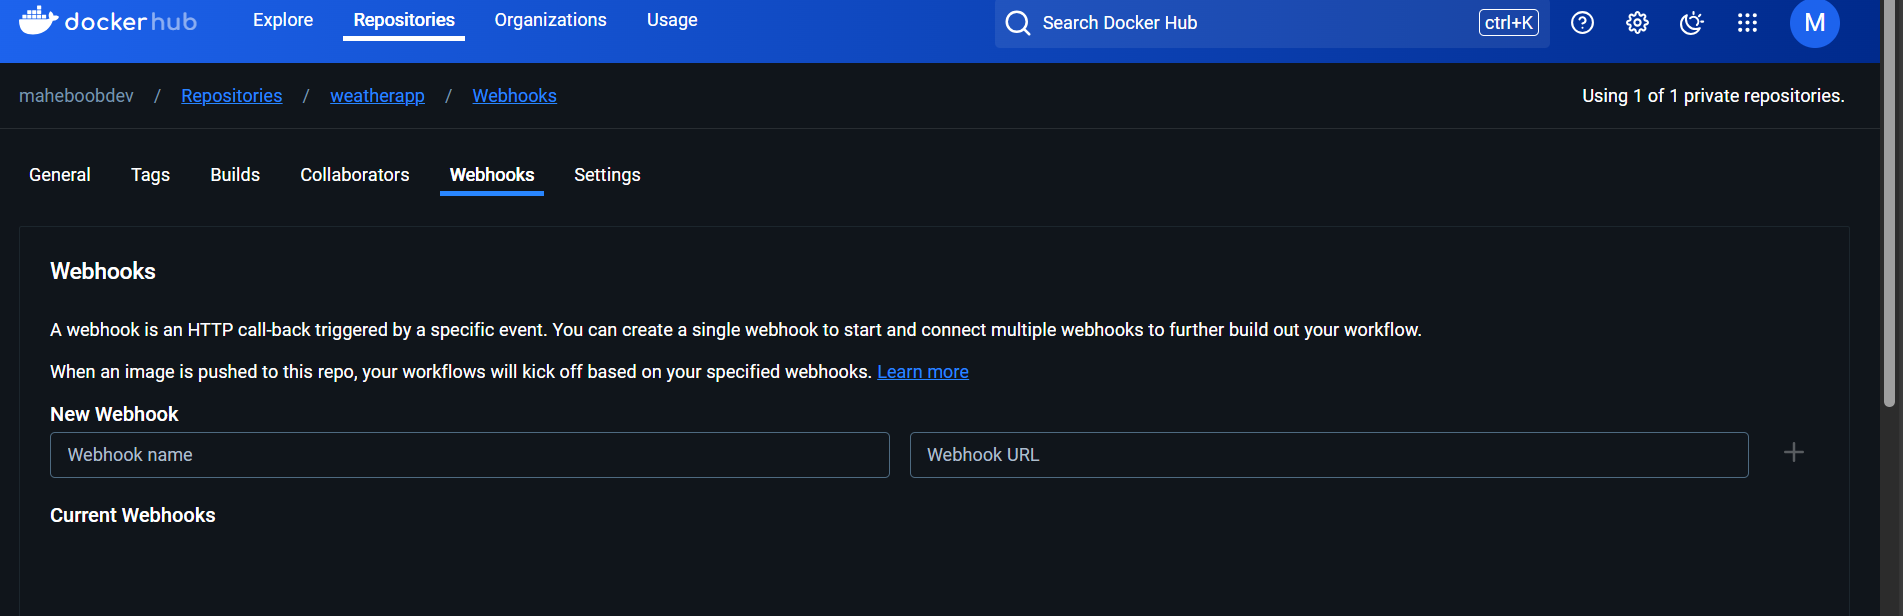 dockerhub Explore Repositories Organizations Usage Search Docker Hub ctrl+K ? M
maheboobdev / Repositories / weatherapp / Webhooks Using 1 of 1 private repositories.
General Tags Builds Collaborators Webhooks Settings
Webhooks
A webhook is an HTTP call-back triggered by a specific event. You can create a single webhook to start and connect multiple webhooks to further build out your workflow.
When an image is pushed to this repo, your workflows will kick off based on your specified webhooks. Learn more
New Webhook
Webhook name Webhook URL +
Current Webhooks